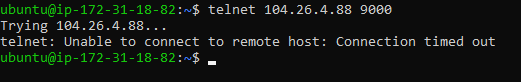 ubuntu@ip-172-31-18-82:~$ telnet 104.26.4.88 9000
Trying 104.26.4.88...
telnet: Unable to connect to remote host: Connection timed out
ubuntu@ip-172-31-18-82:~$